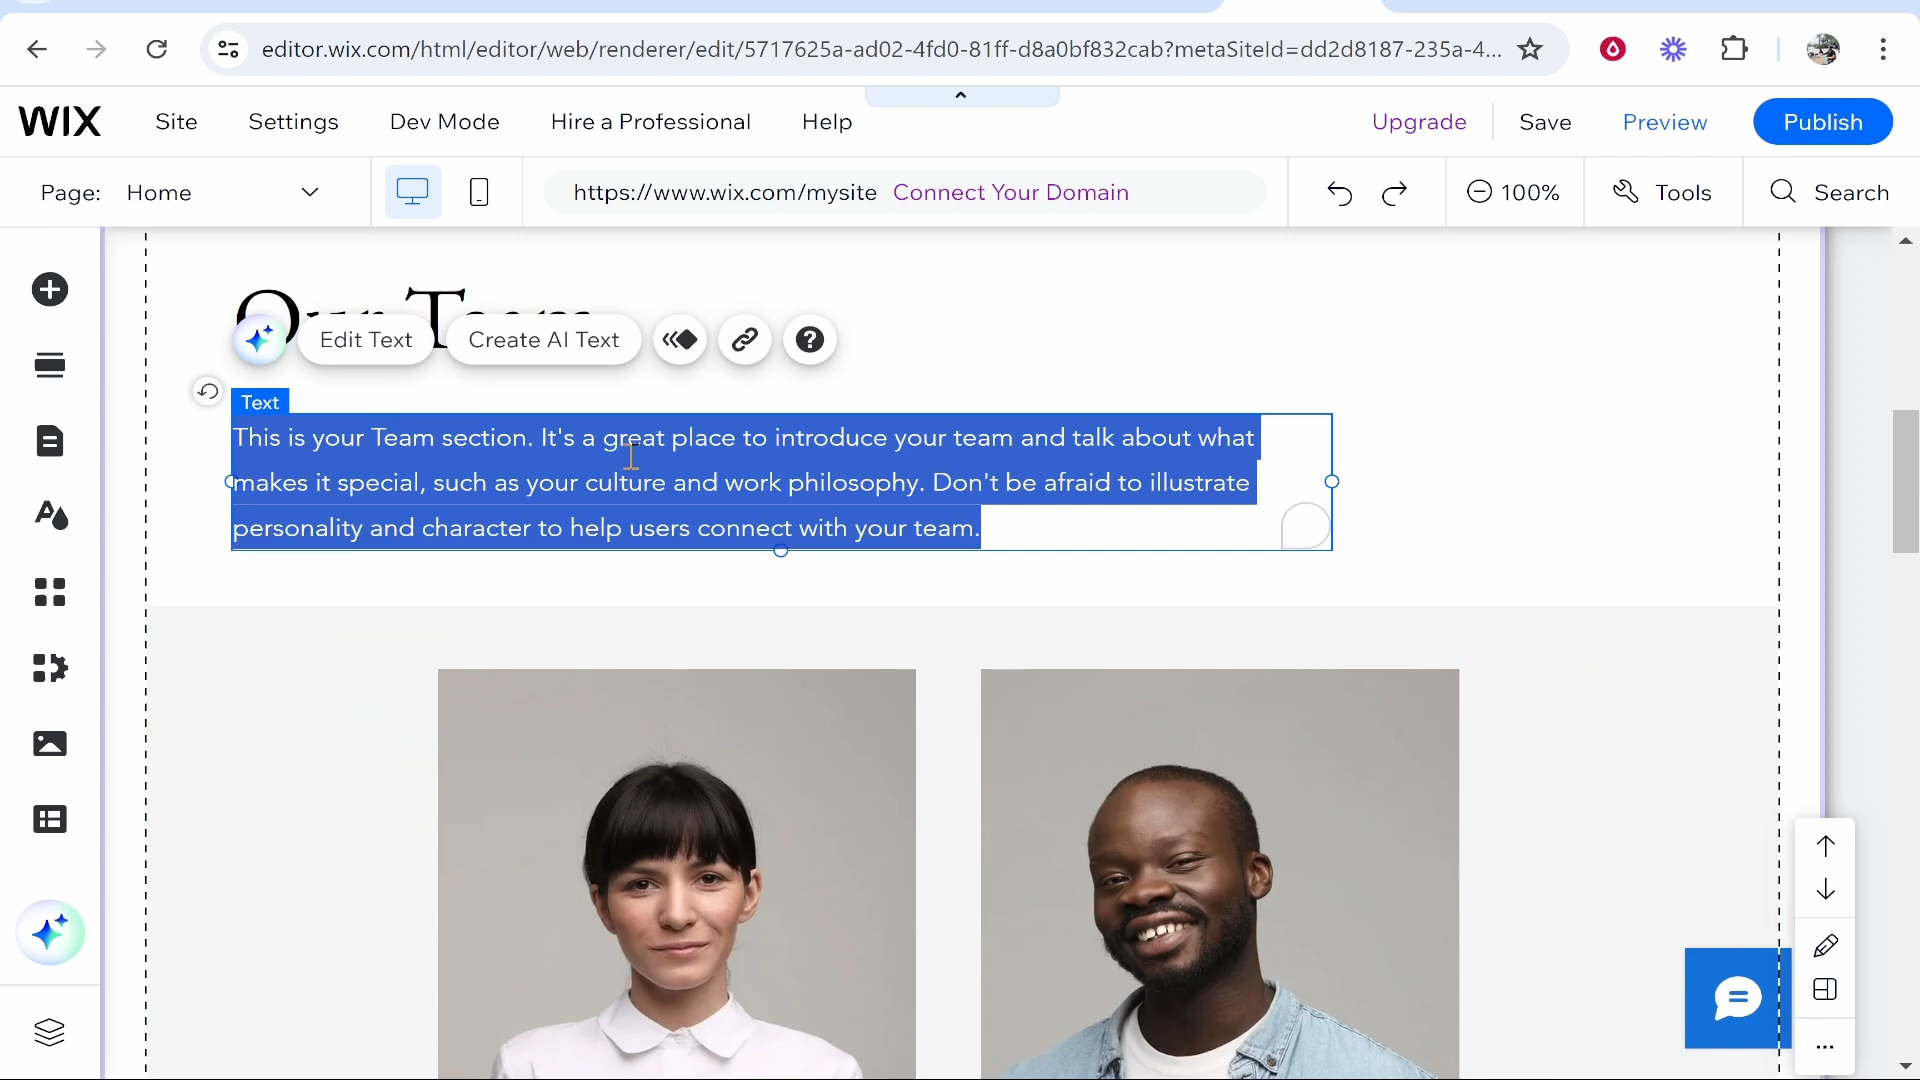 editor.wix.com/html/editor/web/renderer/edit/5717625a-ad02-4fd0-81ff-d8a0bf832cab?metaSiteId=dd2d8187-235a-4...
WIX Site Settings Dev Mode Hire a Professional Help Upgrade Save Preview Publish
Page: Home https://www.wix.com/mysite Connect Your Domain 100% Tools Search
Our Team
Edit Text Create AI Text ?
Text
This is your Team section. It's a great place to introduce your team and talk about what
makes it special, such as your culture and work philosophy. Don't be afraid to illustrate
personality and character to help users connect with your team.